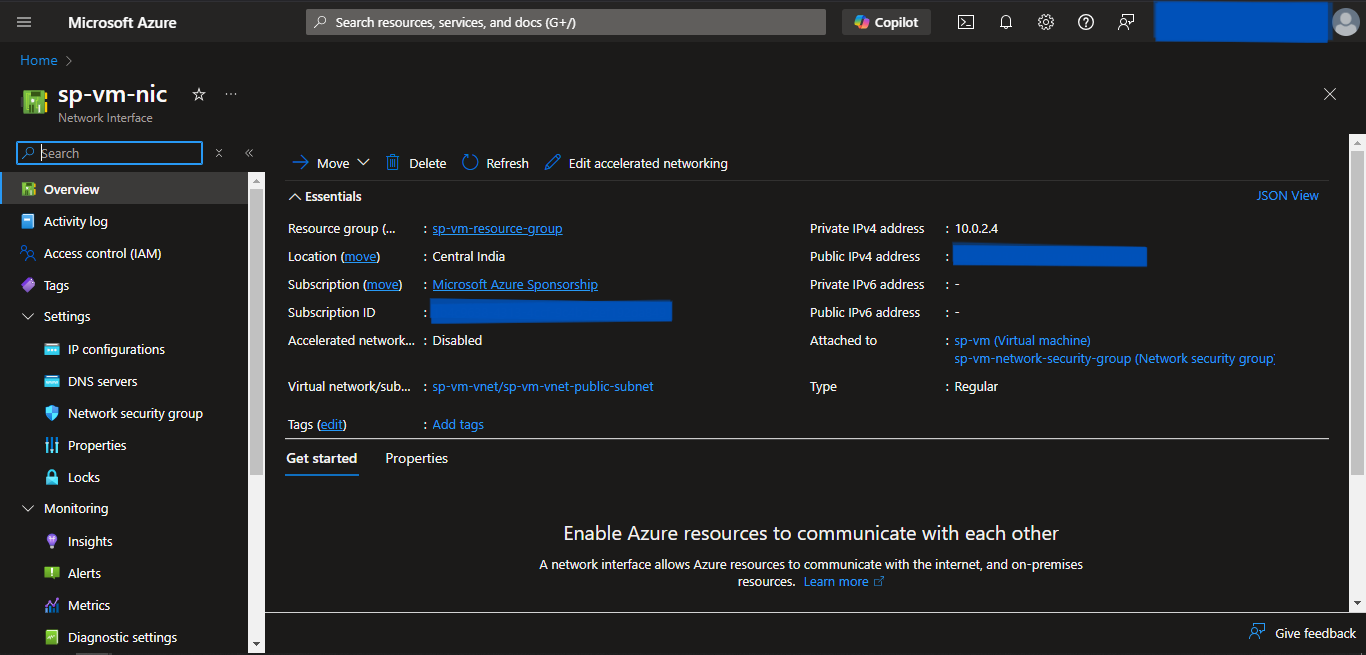 Microsoft Azure
Search resources, services, and docs (G+/)
Copilot
Home
sp-vm-nic
Network Interface
Search
Overview
Activity log
Access control (IAM)
Tags
Settings
IP configurations
DNS servers
Network security group
Properties
Locks
Monitoring
Insights
Alerts
Metrics
Diagnostic settings
Move Delete Refresh Edit accelerated networking
Essentials
JSON View
Resource group (... : sp-vm-resource-group
Location (move) : Central India
Subscription (move) : Microsoft Azure Sponsorship
Subscription ID :
Accelerated network... : Disabled
Virtual network/sub... : sp-vm-vnet/sp-vm-vnet-public-subnet
Tags (edit) : Add tags
Private IPv4 address : 10.0.2.4
Public IPv4 address :
Private IPv6 address : -
Public IPv6 address : -
Attached to : sp-vm (Virtual machine)
sp-vm-network-security-group (Network security group)
Type : Regular
Get started Properties
Enable Azure resources to communicate with each other
A network interface allows Azure resources to communicate with the internet, and on-premises
resources. Learn more
Give feedback